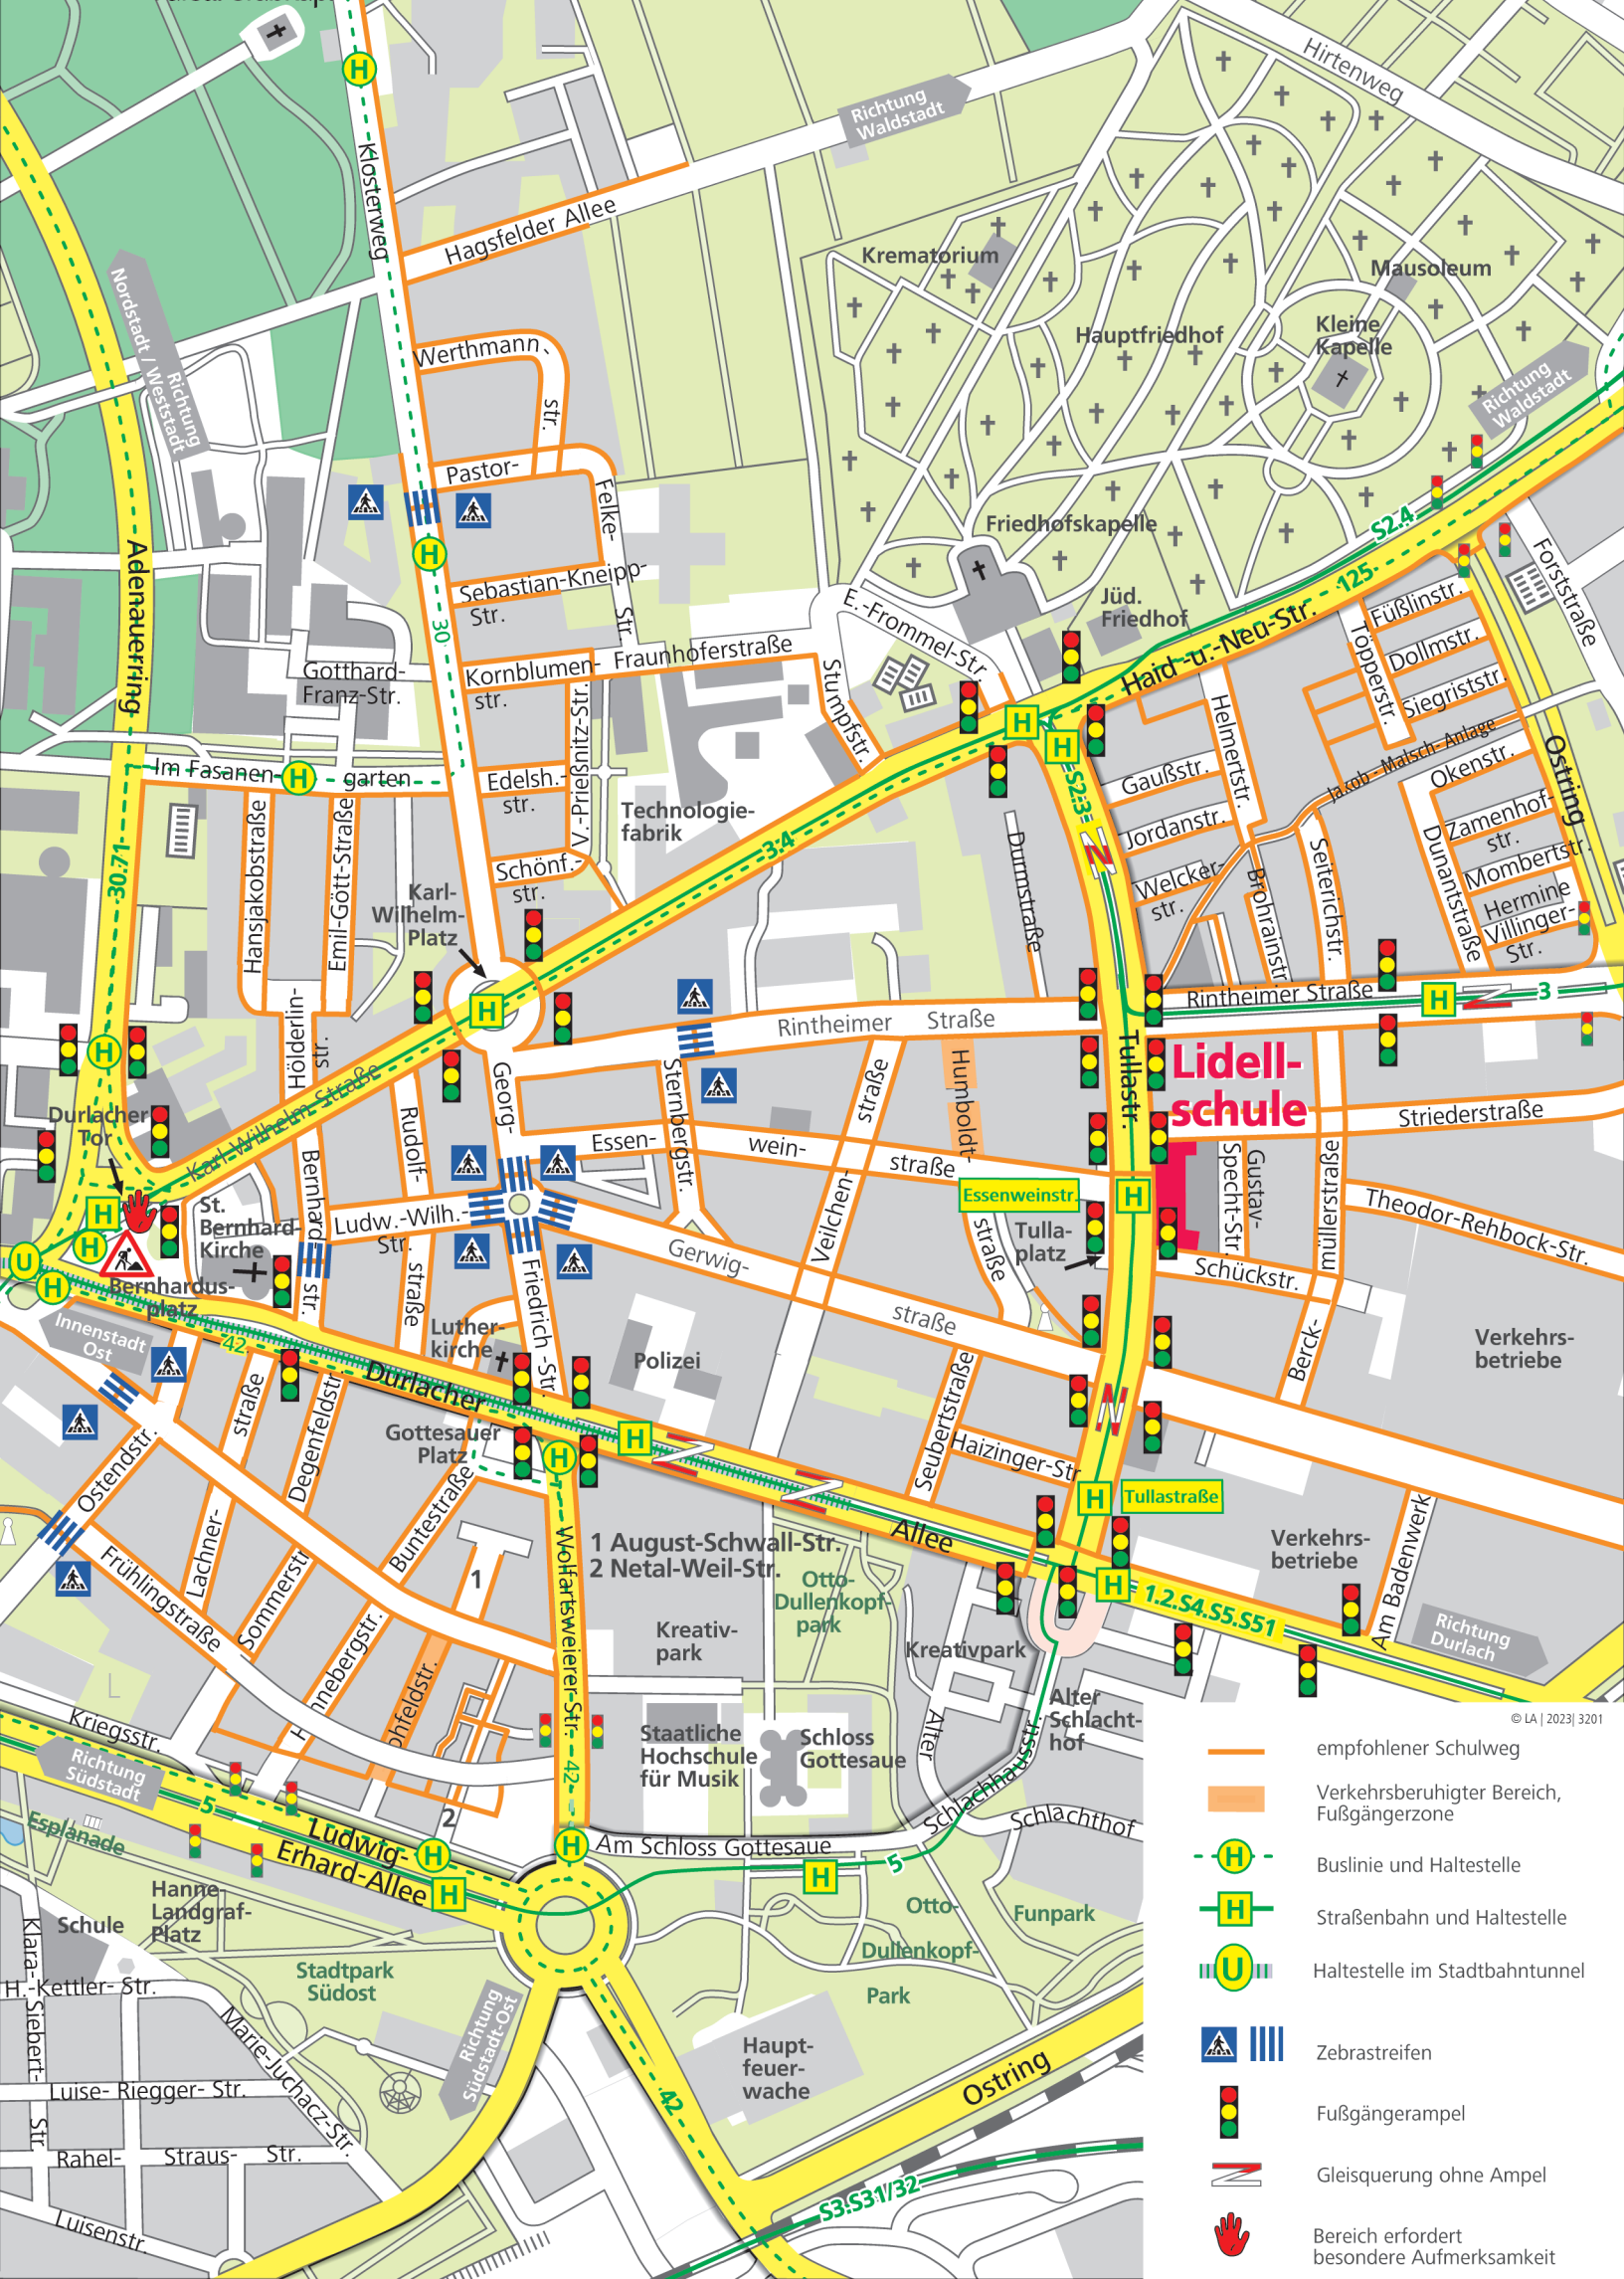 Hirtenweg
H
Richtung
Waldstadt
Klosterweg
Hagsfelder Allee
Krematorium
Mausoleum
Hauptfriedhof
Kleine
Kapelle
Richtung
Waldstadt
Richtung
Nordstadt / Weststadt
Werthmann
str.
Pastor-
Felke-
Str.
Friedhofskapelle
S2.4
125
Adenauerring
H
Sebastian-Kneipp-
Str.
30
Jüd.
Friedhof
E.-Frommel-Str.
Haid-u.-Neu-Str.
Forststraße
Füßlinstr.
Töpperstr.
Dollmstr.
Siegriststr.
Jakob-Malsch-Anlage
Okenstr.
Ostring
Zamenhof-
str.
Mombertstr.
Hermine
Villinger-
Str.
Dunantstraße
Gotthard-
Franz-Str.
Kornblumen-
str.
Fraunhoferstraße
Stumpfstr.
H
H
S2.3
N
Helmertstr.
Gaußstr.
Jordanstr.
Welcker-
str.
Brohrainstr.
Seiterichstr.
Im Fasanen-
H
garten
Edelsh.-
str.
V.-Prießnitz-Str.
Technologie-
fabrik
3.4
Durmstraße
30.71
Hansjakobstraße
Emil-Gött-Straße
Schönf.-
str.
Karl-
Wilhelm-
Platz
H
Hölderlin-
str.
Rintheimer
Straße
Rintheimer Straße
H
3
H
Durlacher
Tor
Karl-Wilhelm-Straße
Georg-
Sternbergstr.
Veilchen-
straße
Humboldt-
straße
Tullastr.
Lidell-
schule
Striederstraße
Rudolf-
straße
Bernhard-
str.
Essen-
wein-
straße
Essenweinstr.
H
Specht-Str.
Gustav-
müllerstraße
Berck-
Theodor-Rehbock-Str.
H
H
U
H
St.
Bernhard-
Kirche
Ludw.-Wilh.-
Str.
Gerwig-
straße
Tulla-
platz
Schückstr.
Bernhardus-
platz
Innenstadt
Ost
42
Friedrich-Str.
Luther-
kirche
Polizei
Verkehrs-
betriebe
Durlacher
Allee
Gottesauer
Platz
H
H
Seubertstraße
Haizinger-Str.
N
H
Tullastraße
Ostendstr.
Lachner-
straße
Degenfeldstr.
Buntestraße
Frühlingstraße
Sommerstr.
1
1 August-Schwall-Str.
2 Netal-Weil-Str.
Otto-
Dullenkopf-
park
Verkehrs-
betriebe
Am Badenwerk
H
1.2.S4.S5.S51
Richtung
Durlach
Wolfartsweierer-Str.
42
Kreativ-
park
Kreativpark
Kriegsstr.
Richtung
Südstadt
5
Staatliche
Hochschule
für Musik
Schloss
Gottesaue
Alter
Schlachthof
Alter
Schlacht-
hof
Schlachthausstr.
Esplanade
Ludwig-
Erhard-Allee
H
H
2
H
Am Schloss Gottesaue
H
5
Hanne-
Landgraf-
Platz
Schule
Klara-
Siebert-
Str.
H.-Kettler-Str.
Stadtpark
Südost
Richtung
Südstadt-Ost
Otto-
Dullenkopf-
Park
Funpark
Marie-Juchacz-Str.
Luise-Riegger-Str.
Rahel-
Straus-
Str.
Luisenstr.
Haupt-
feuer-
wache
42
Ostring
S3.S31/32
© LA | 2023| 3201
empfohlener Schulweg
Verkehrsberuhigter Bereich,
Fußgängerzone
H
Buslinie und Haltestelle
H
Straßenbahn und Haltestelle
U
Haltestelle im Stadtbahntunnel
Zebrastreifen
Fußgängerampel
Gleisquerung ohne Ampel
Bereich erfordert
besondere Aufmerksamkeit